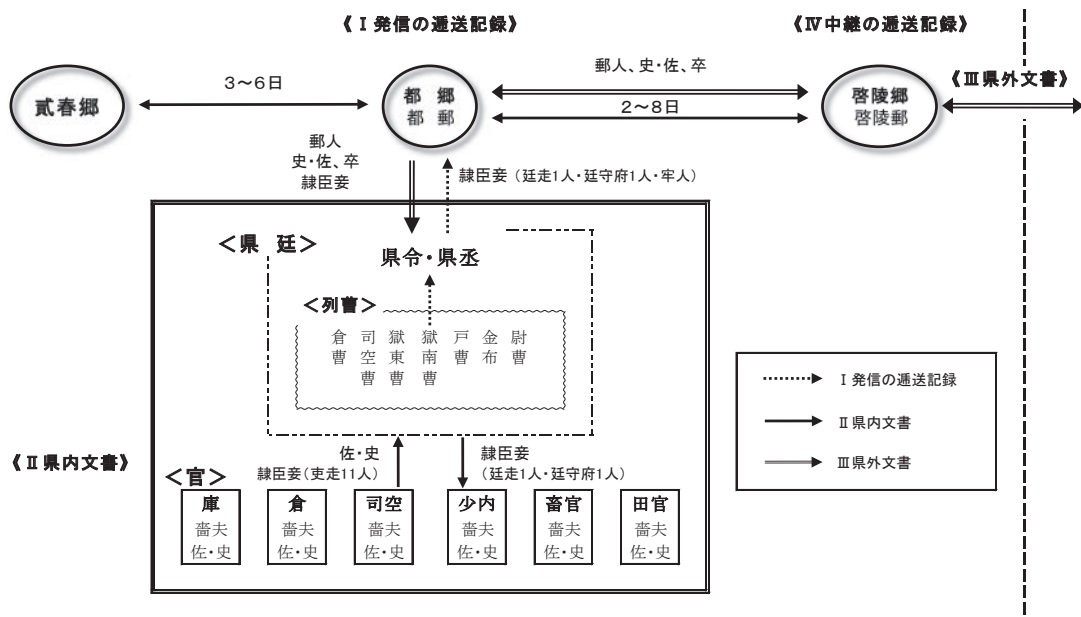 《Ⅰ発信の逓送記録》
《Ⅳ中継の逓送記録》
《Ⅲ県外文書》
貳春郷
3～6日
都 郷
都 郵
郵人、史・佐、卒
2～8日
啓陵郷
啓陵郵
郵人
史・佐、卒
隷臣妾
隷臣妾（廷走1人・廷守府1人・牢人）
＜県 廷＞
県令・県丞
＜列曹＞
倉曹
司空曹
獄東曹
獄南曹
戸曹
金布
尉曹
Ⅰ発信の逓送記録
Ⅱ県内文書
Ⅲ県外文書
《Ⅱ県内文書》
佐・史
隷臣妾(吏走11人)
隷臣妾
(廷走1人・廷守府1人)
＜官＞
庫
嗇夫
佐・史
倉
嗇夫
佐・史
司空
嗇夫
佐・史
少内
嗇夫
佐・史
畜官
嗇夫
佐・史
田官
嗇夫
佐・史